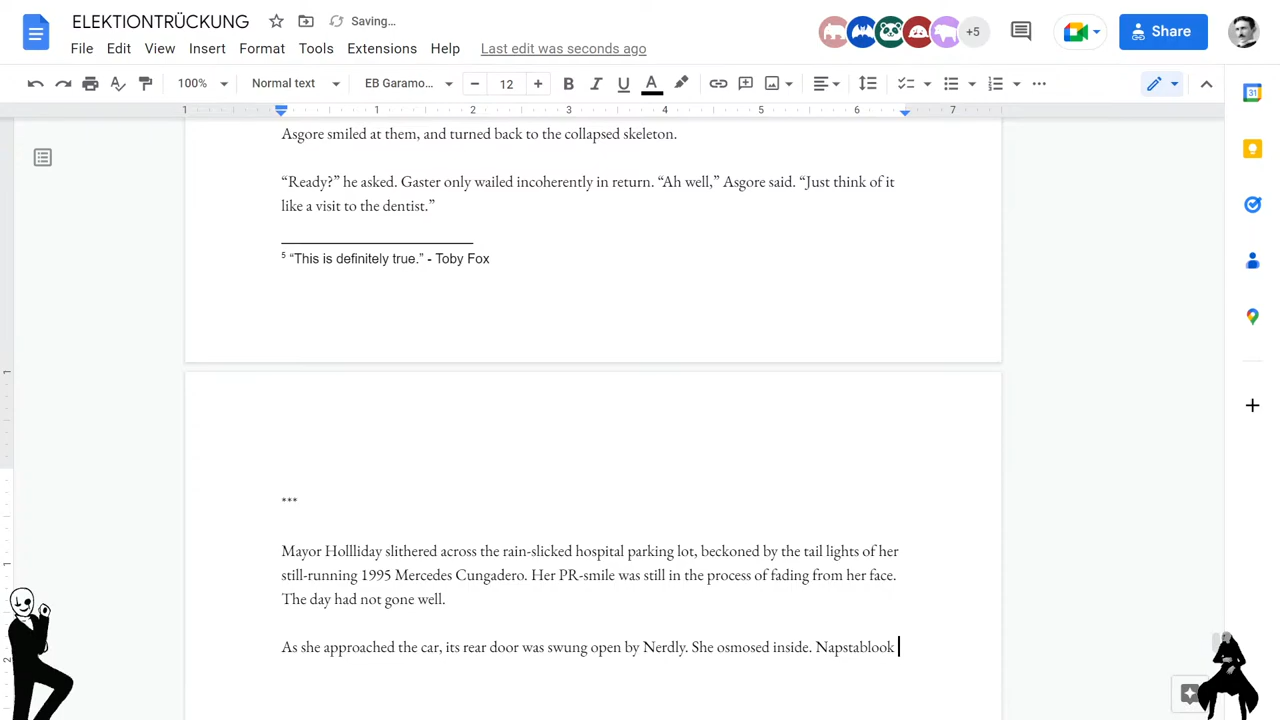 ELEKTIONTRÜCKUNG
Saving…
+5
Share
File Edit View Insert Format Tools Extensions Help Last edit was seconds ago
100% Normal text EB Garamo… 12
1 1 2 3 4 5 6 7
31
Asgore smiled at them, and turned back to the collapsed skeleton.
“Ready?” he asked. Gaster only wailed incoherently in return. “Ah well,” Asgore said. “Just think of it
like a visit to the dentist.”
5 “This is definitely true.” - Toby Fox
1
***
Mayor Hollliday slithered across the rain-slicked hospital parking lot, beckoned by the tail lights of her
still-running 1995 Mercedes Cungadero. Her PR-smile was still in the process of fading from her face.
1
The day had not gone well.
As she approached the car, its rear door was swung open by Nerdly. She osmosed inside. Napstablook
2